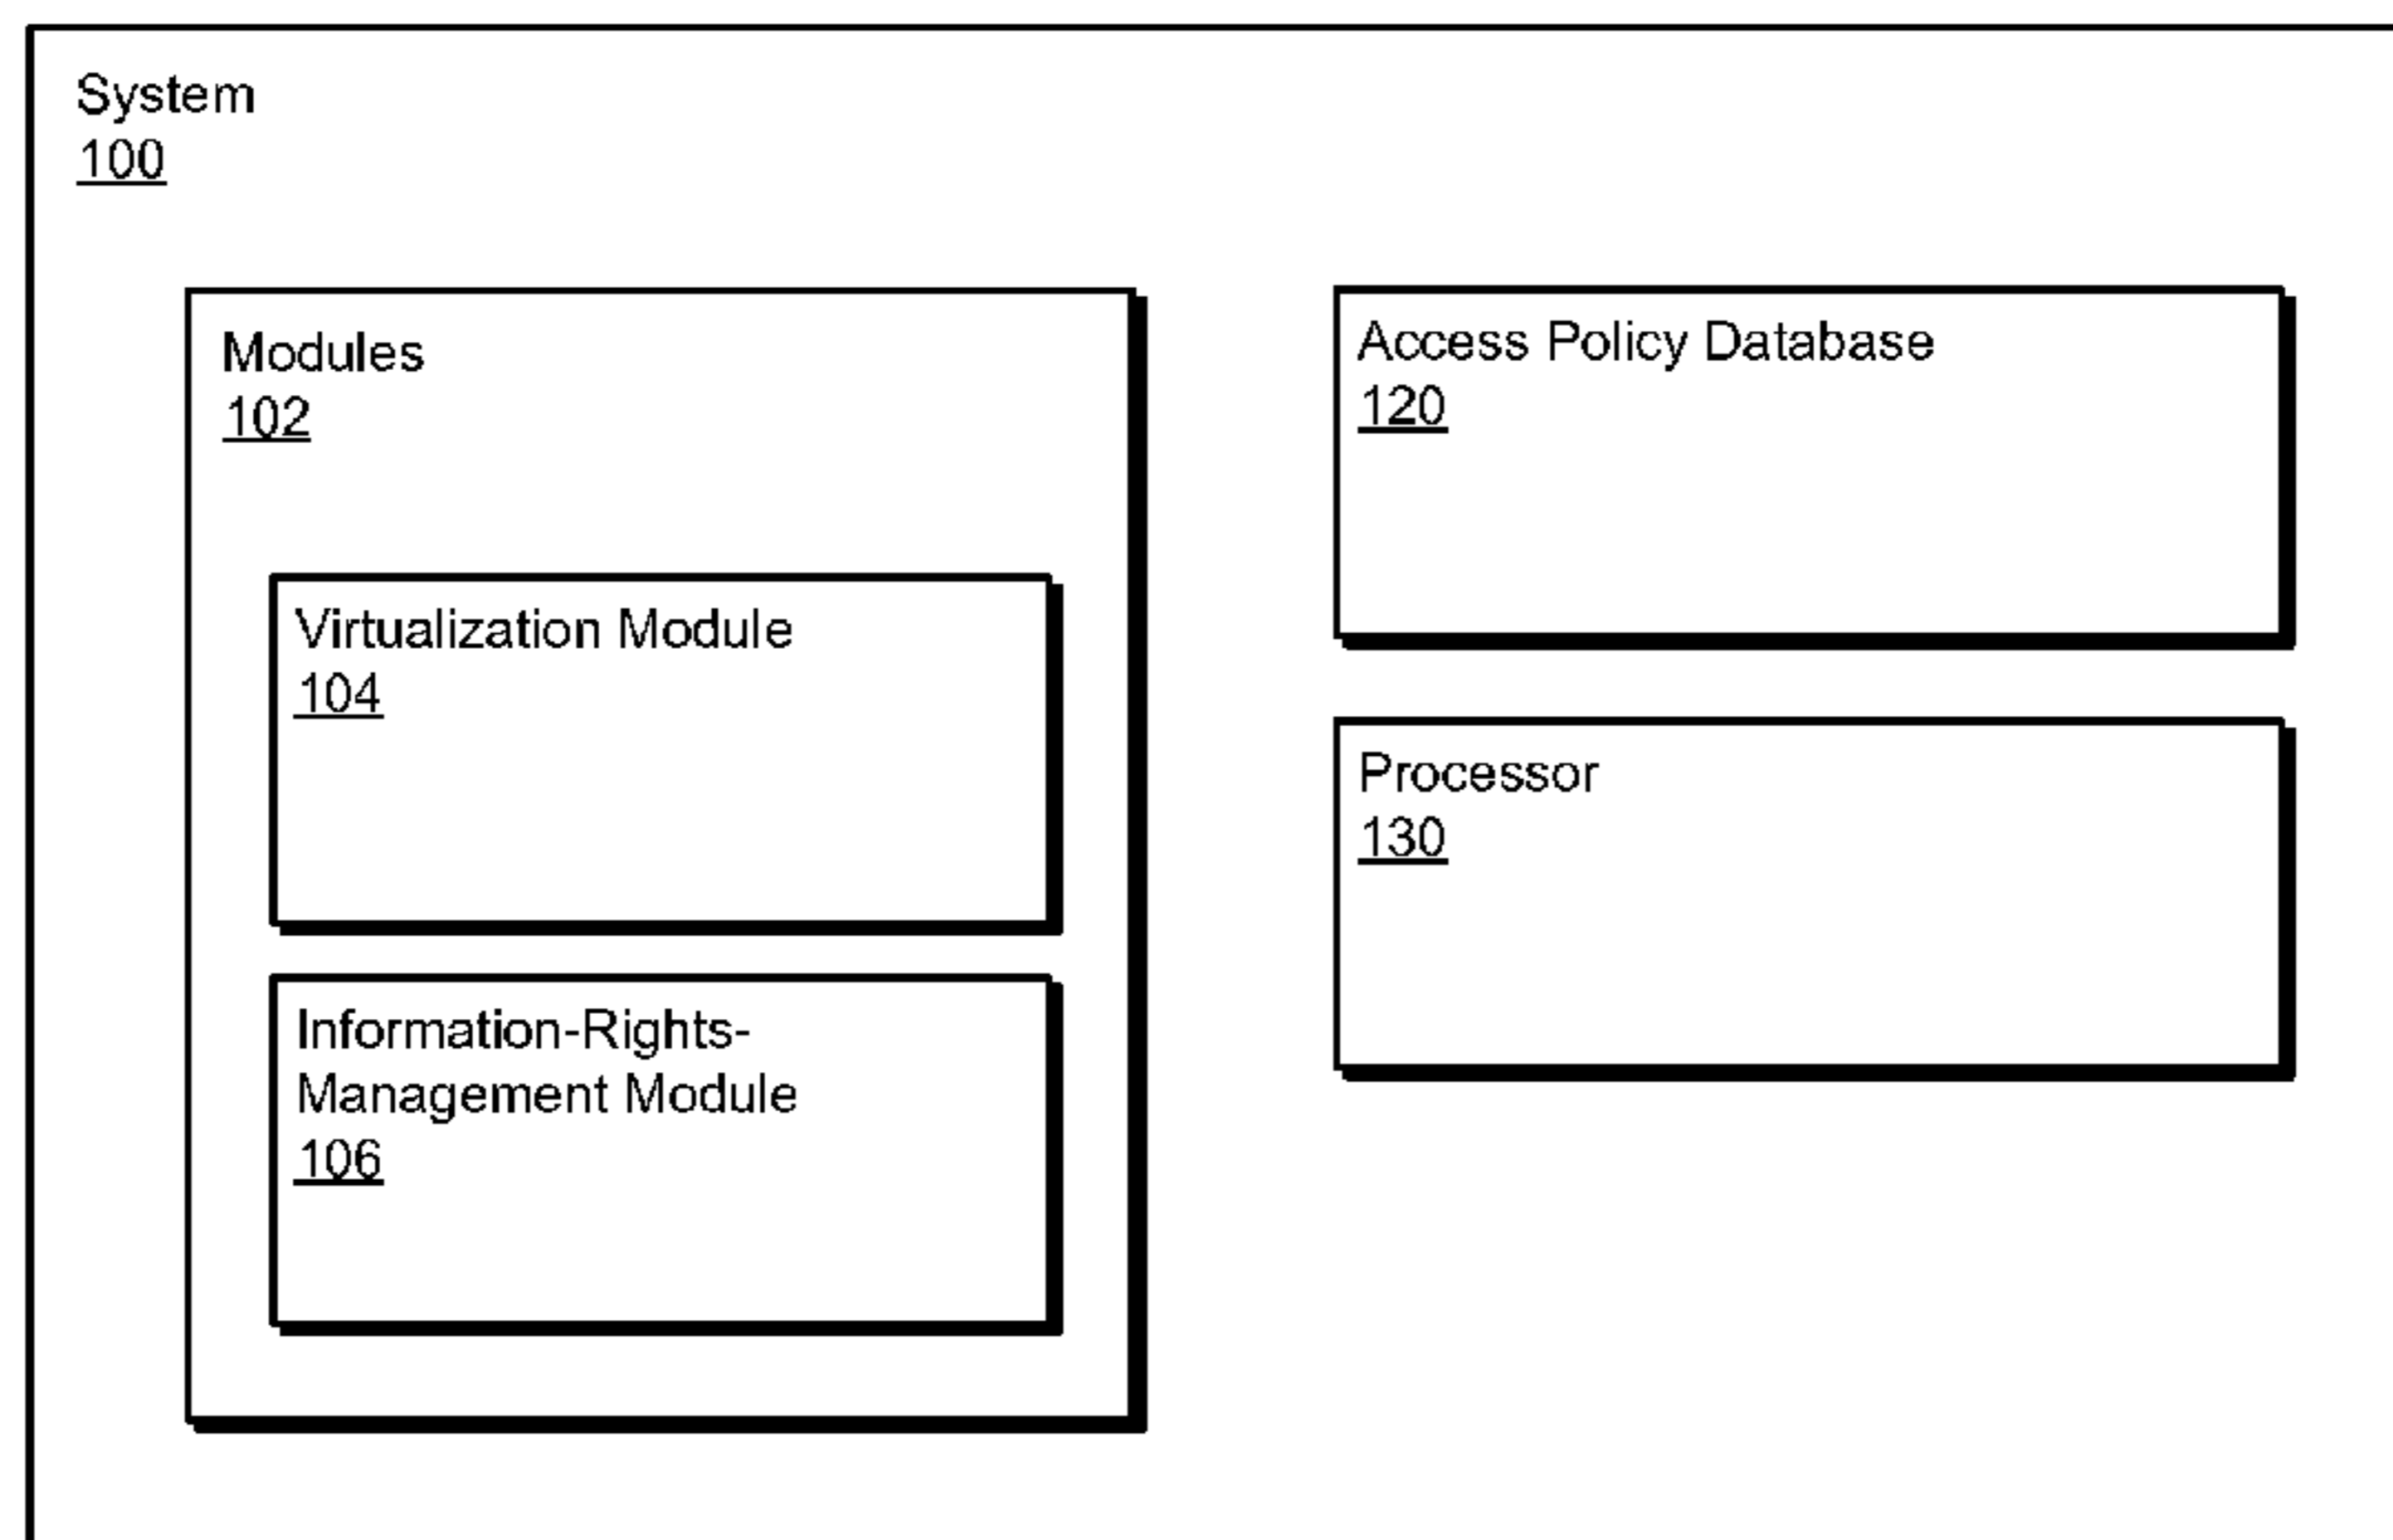 System
100
Modules
102
Virtualization Module
104
Information-Rights-
Management Module
106
Access Policy Database
120
Processor
130